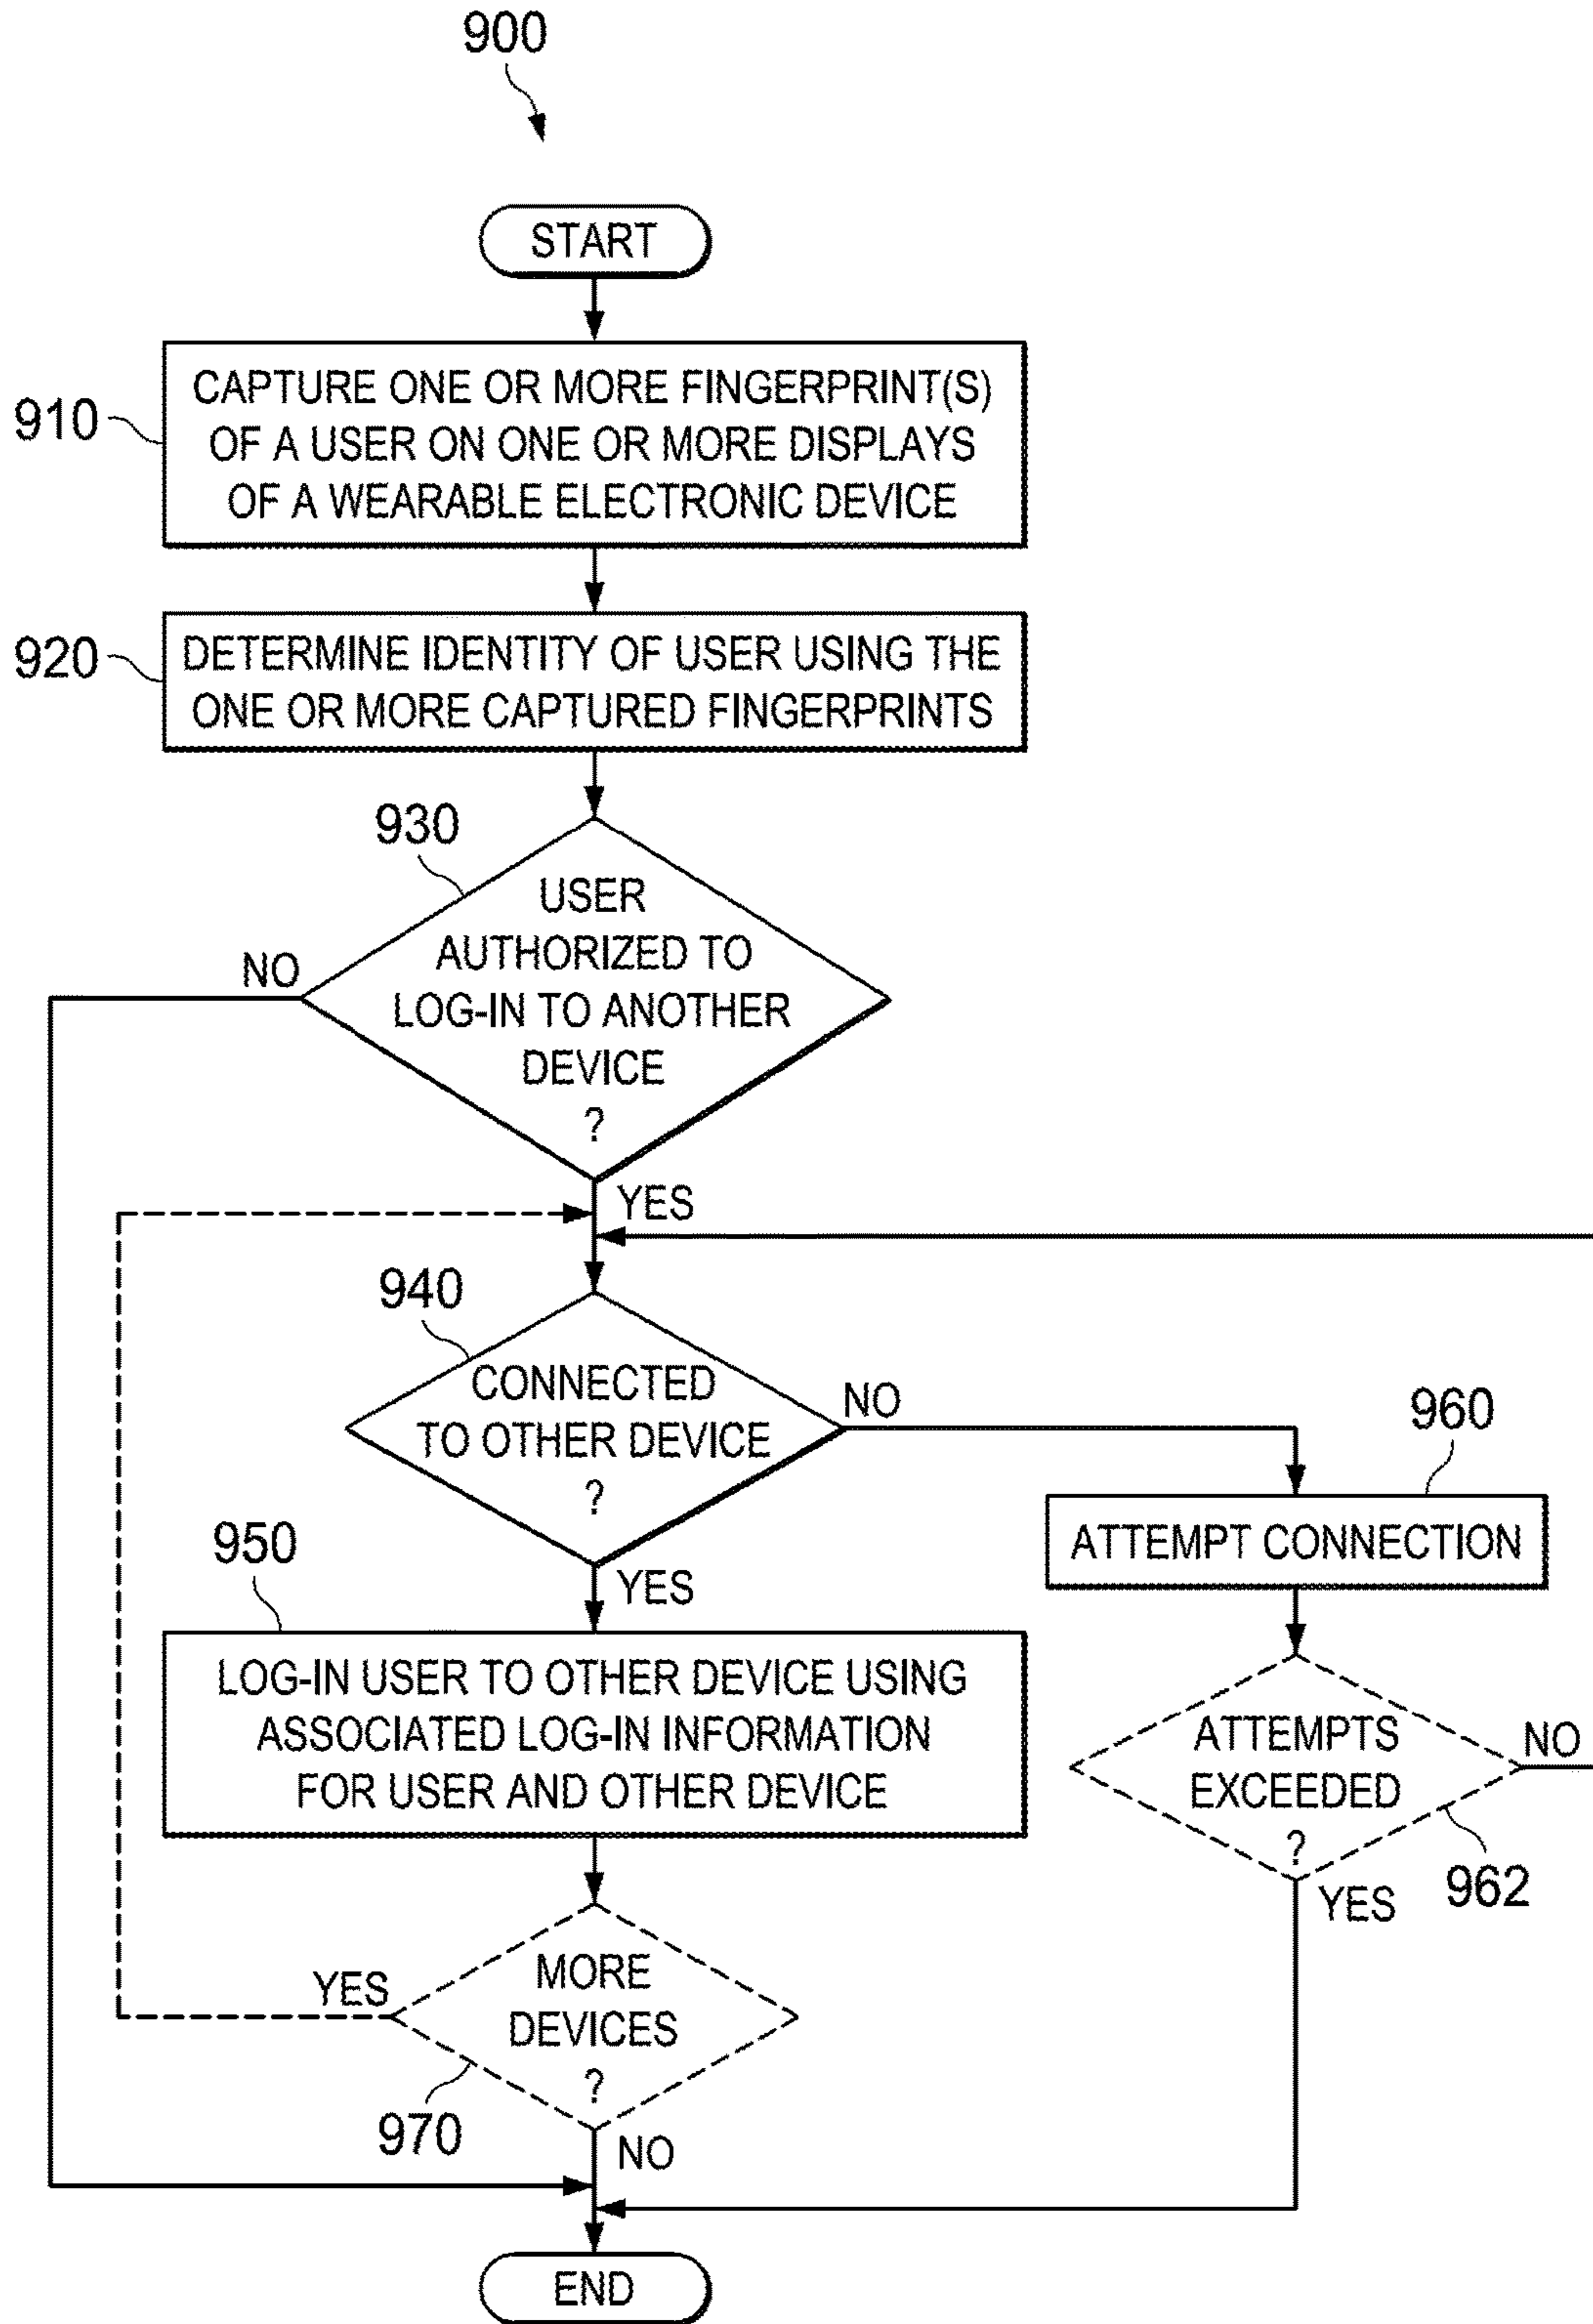 900
START
910
CAPTURE ONE OR MORE FINGERPRINT(S)
OF A USER ON ONE OR MORE DISPLAYS
OF A WEARABLE ELECTRONIC DEVICE
920
DETERMINE IDENTITY OF USER USING THE
ONE OR MORE CAPTURED FINGERPRINTS
930
USER
AUTHORIZED TO
LOG-IN TO ANOTHER
DEVICE
?
NO
YES
940
CONNECTED
TO OTHER DEVICE
?
NO
YES
960
ATTEMPT CONNECTION
950
LOG-IN USER TO OTHER DEVICE USING
ASSOCIATED LOG-IN INFORMATION
FOR USER AND OTHER DEVICE
ATTEMPTS
EXCEEDED
?
NO
962
YES
MORE
DEVICES
?
YES
970
NO
END